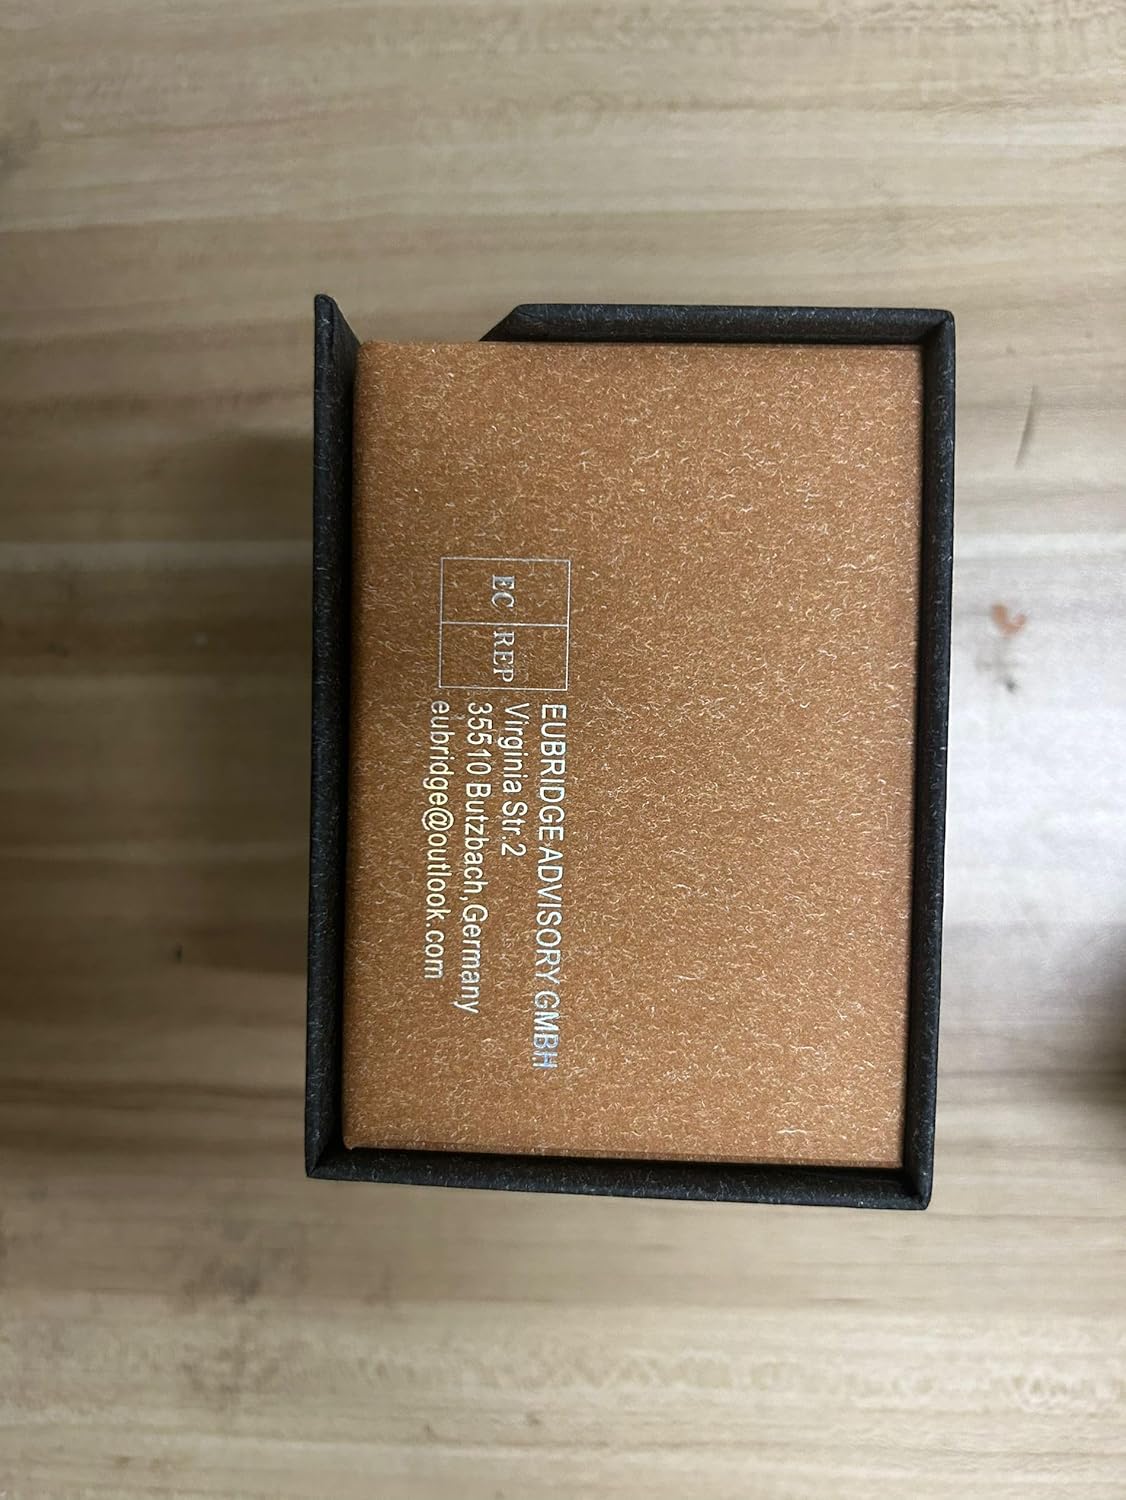 EC REP
EUBRIDGE ADVISORY GMBH
Virginia Str.2
35510 Butzbach,Germany
eubridge@outlook.com